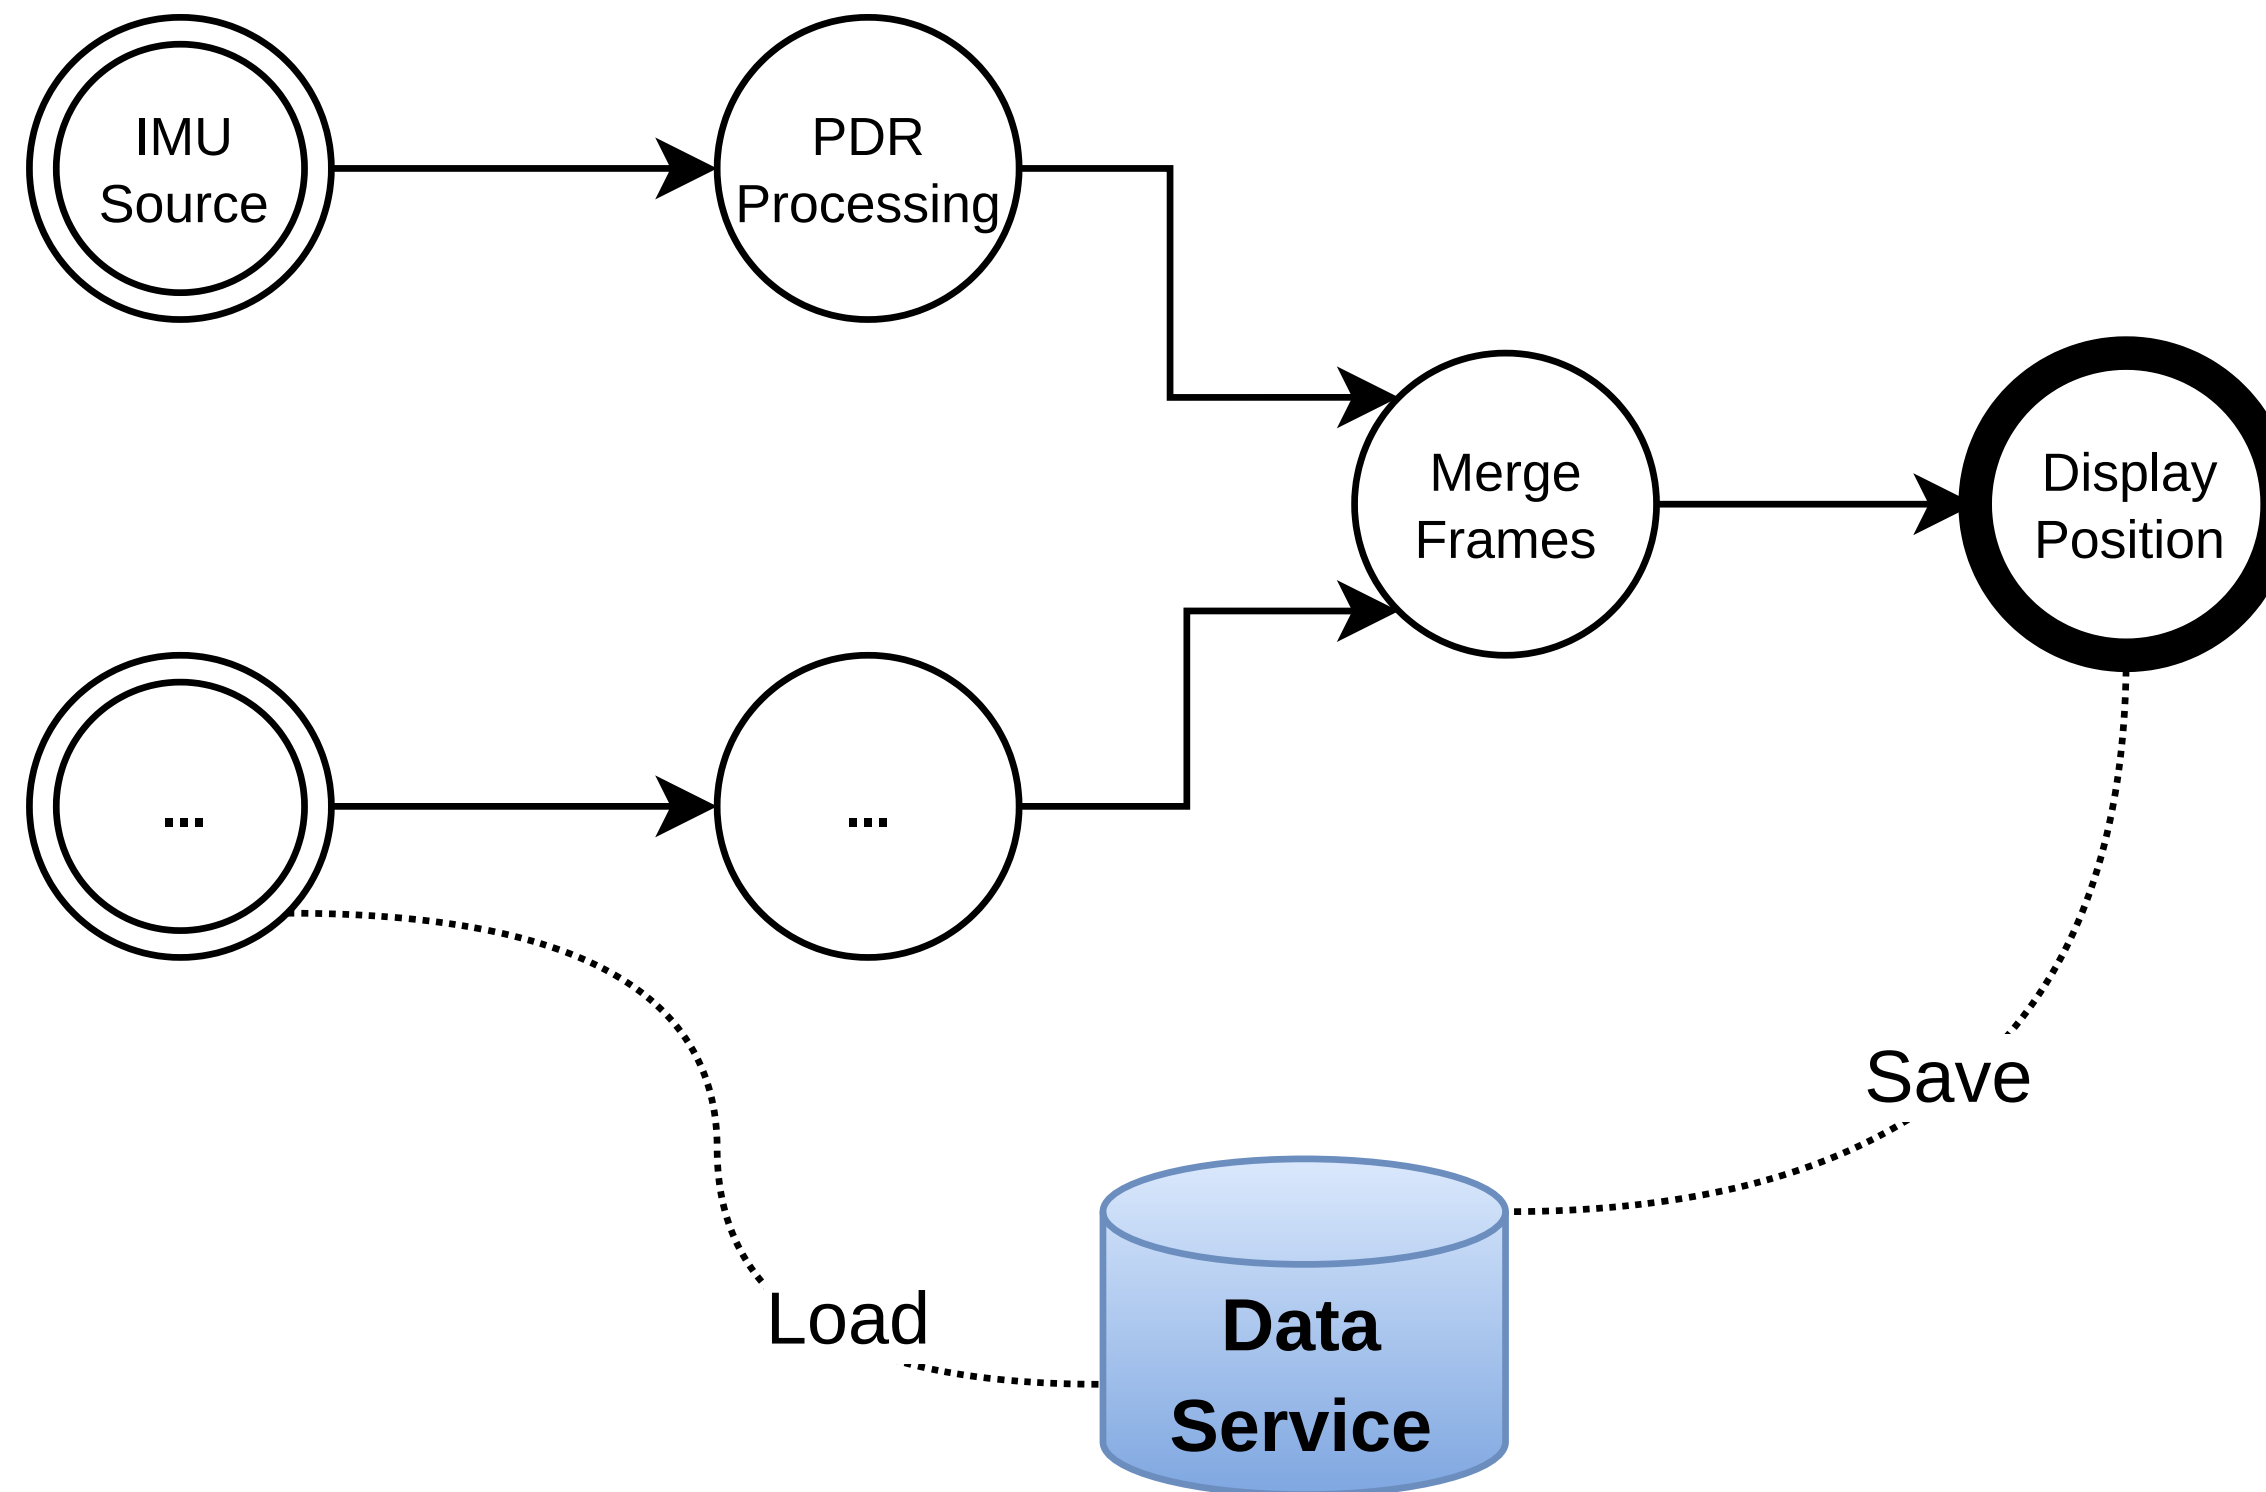 IMU
Source
PDR
Processing
Merge
Frames
Display
Position
...
...
Save
Load
Data
Service